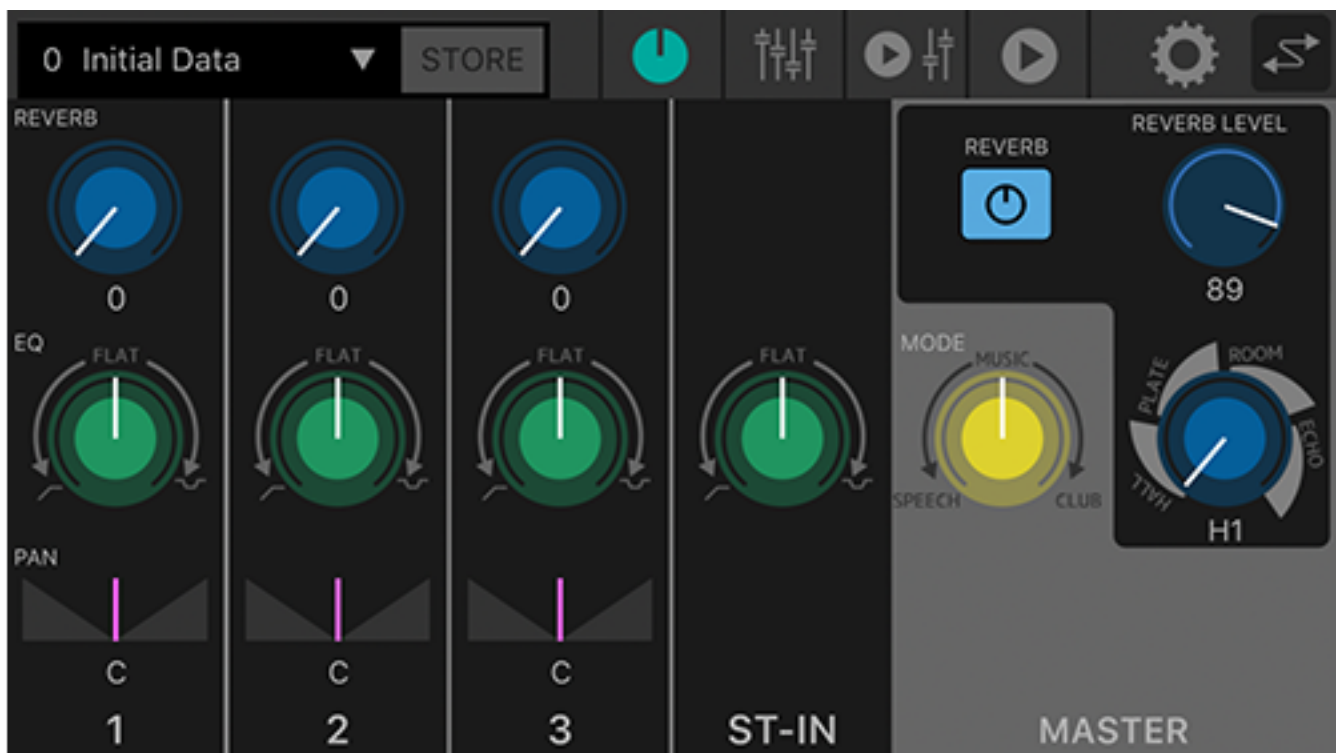 0 Initial Data ▼ STORE
REVERB
REVERB
REVERB LEVEL
0
0
0
89
EQ
FLAT
FLAT
FLAT
FLAT
MODE
MUSIC
SPEECH
CLUB
PLATE
ROOM
ECHO
HALL
H1
PAN
C
C
C
1
2
3
ST-IN
MASTER